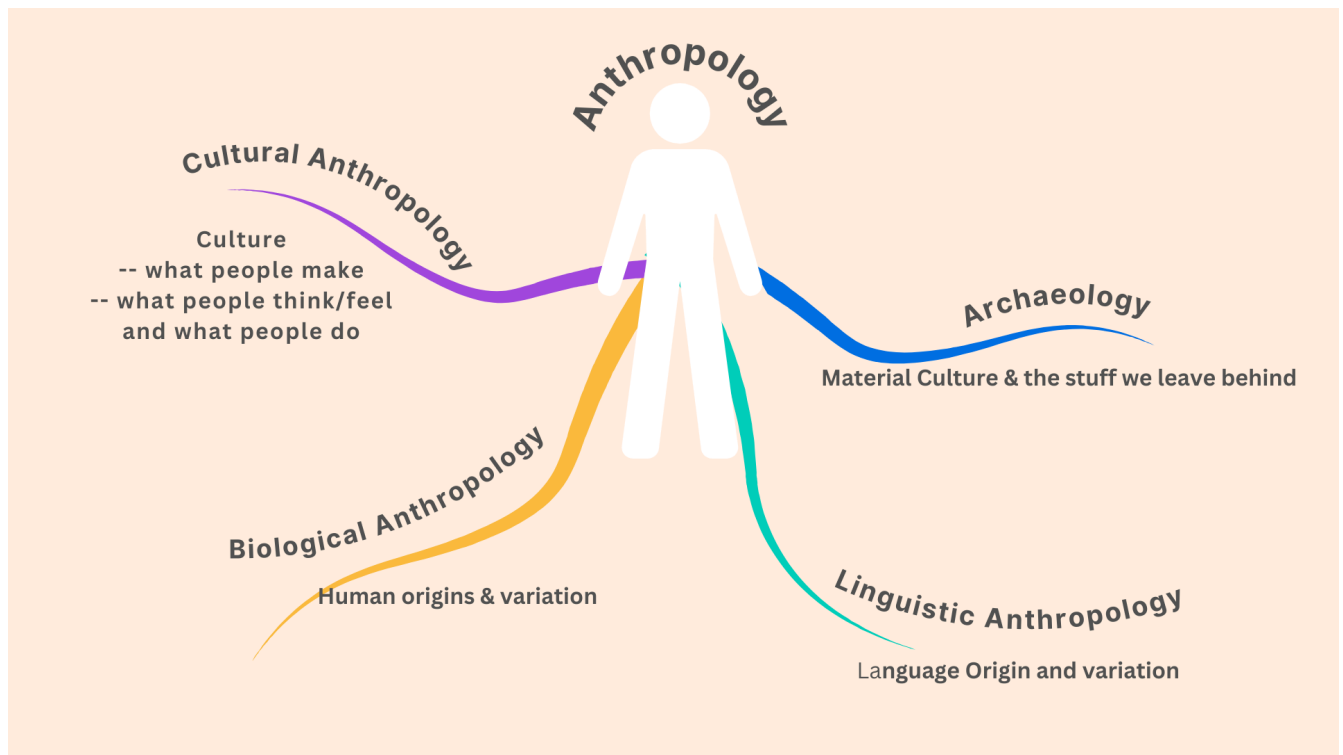 Anthropology
Cultural Anthropology
Culture
-- what people make
-- what people think/feel
and what people do
Archaeology
Material Culture & the stuff we leave behind
Biological Anthropology
Human origins & variation
Linguistic Anthropology
Language Origin and variation